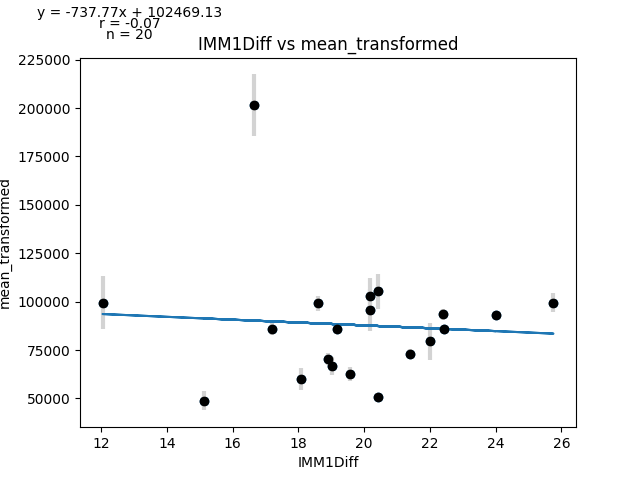 y = -737.77x + 102469.13
r = -0.07
n = 20
IMM1Diff vs mean_transformed
225000
200000
175000
150000
125000
100000
75000
50000
mean_transformed
12 14 16 18 20 22 24 26
IMM1Diff